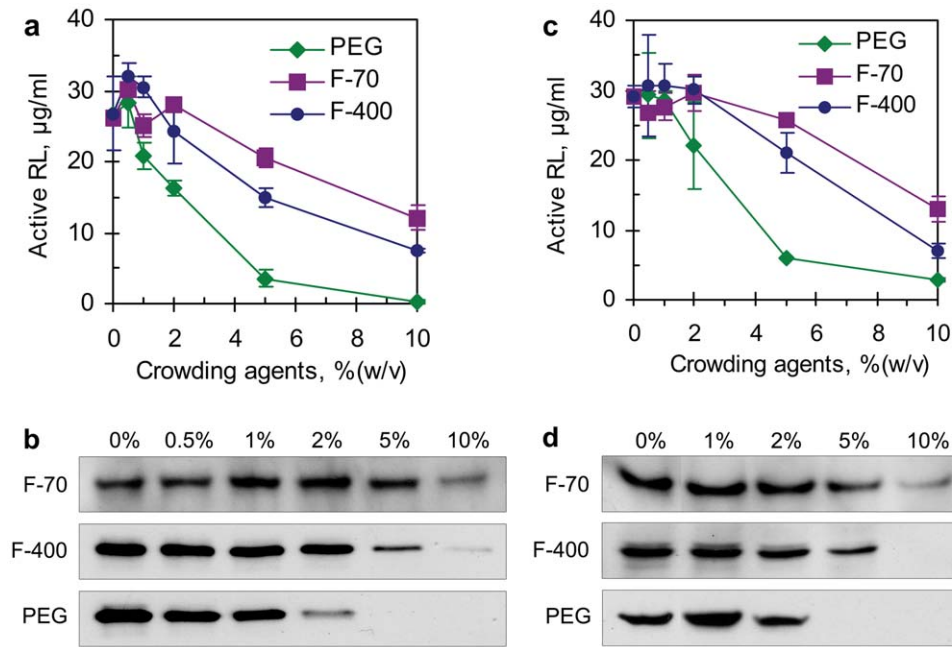 a
40
30
20
10
0
Active RL, µg/ml
PEG
F-70
F-400
0 2 4 6 8 10
Crowding agents, %(w/v)
c
40
30
20
10
0
Active RL, µg/ml
PEG
F-70
F-400
0 2 4 6 8 10
Crowding agents, %(w/v)
b
0% 0.5% 1% 2% 5% 10%
F-70
F-400
PEG
d
0% 1% 2% 5% 10%
F-70
F-400
PEG